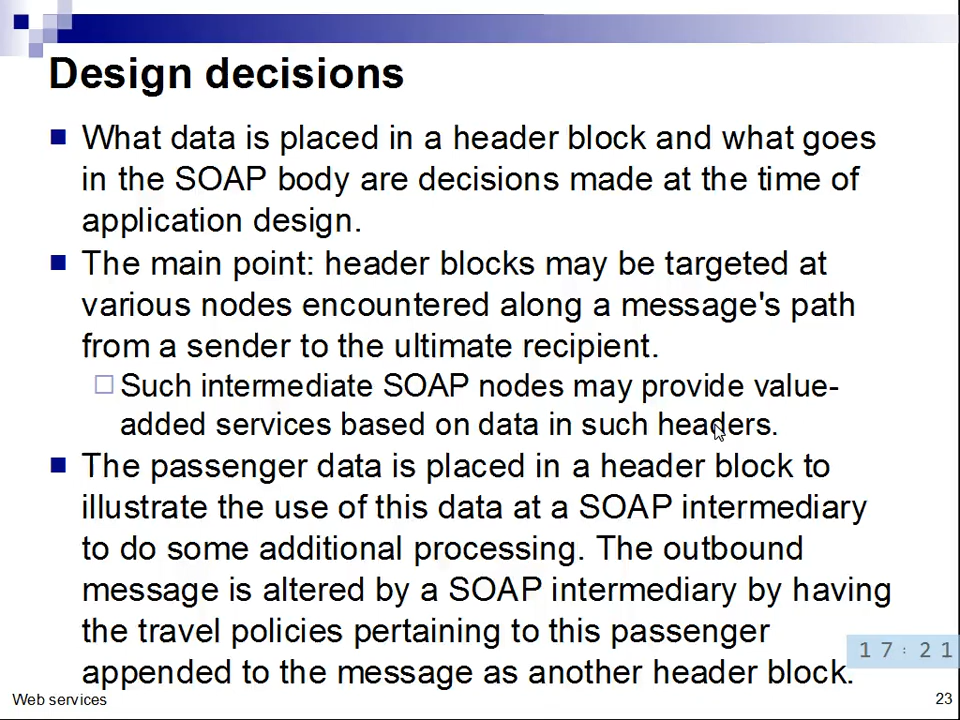 Design decisions
What data is placed in a header block and what goes
in the SOAP body are decisions made at the time of
application design.
The main point: header blocks may be targeted at
various nodes encountered along a message's path
from a sender to the ultimate recipient.
Such intermediate SOAP nodes may provide value-
added services based on data in such headers.
The passenger data is placed in a header block to
illustrate the use of this data at a SOAP intermediary
to do some additional processing. The outbound
message is altered by a SOAP intermediary by having
the travel policies pertaining to this passenger
appended to the message as another header block.
17:21
Web services
23